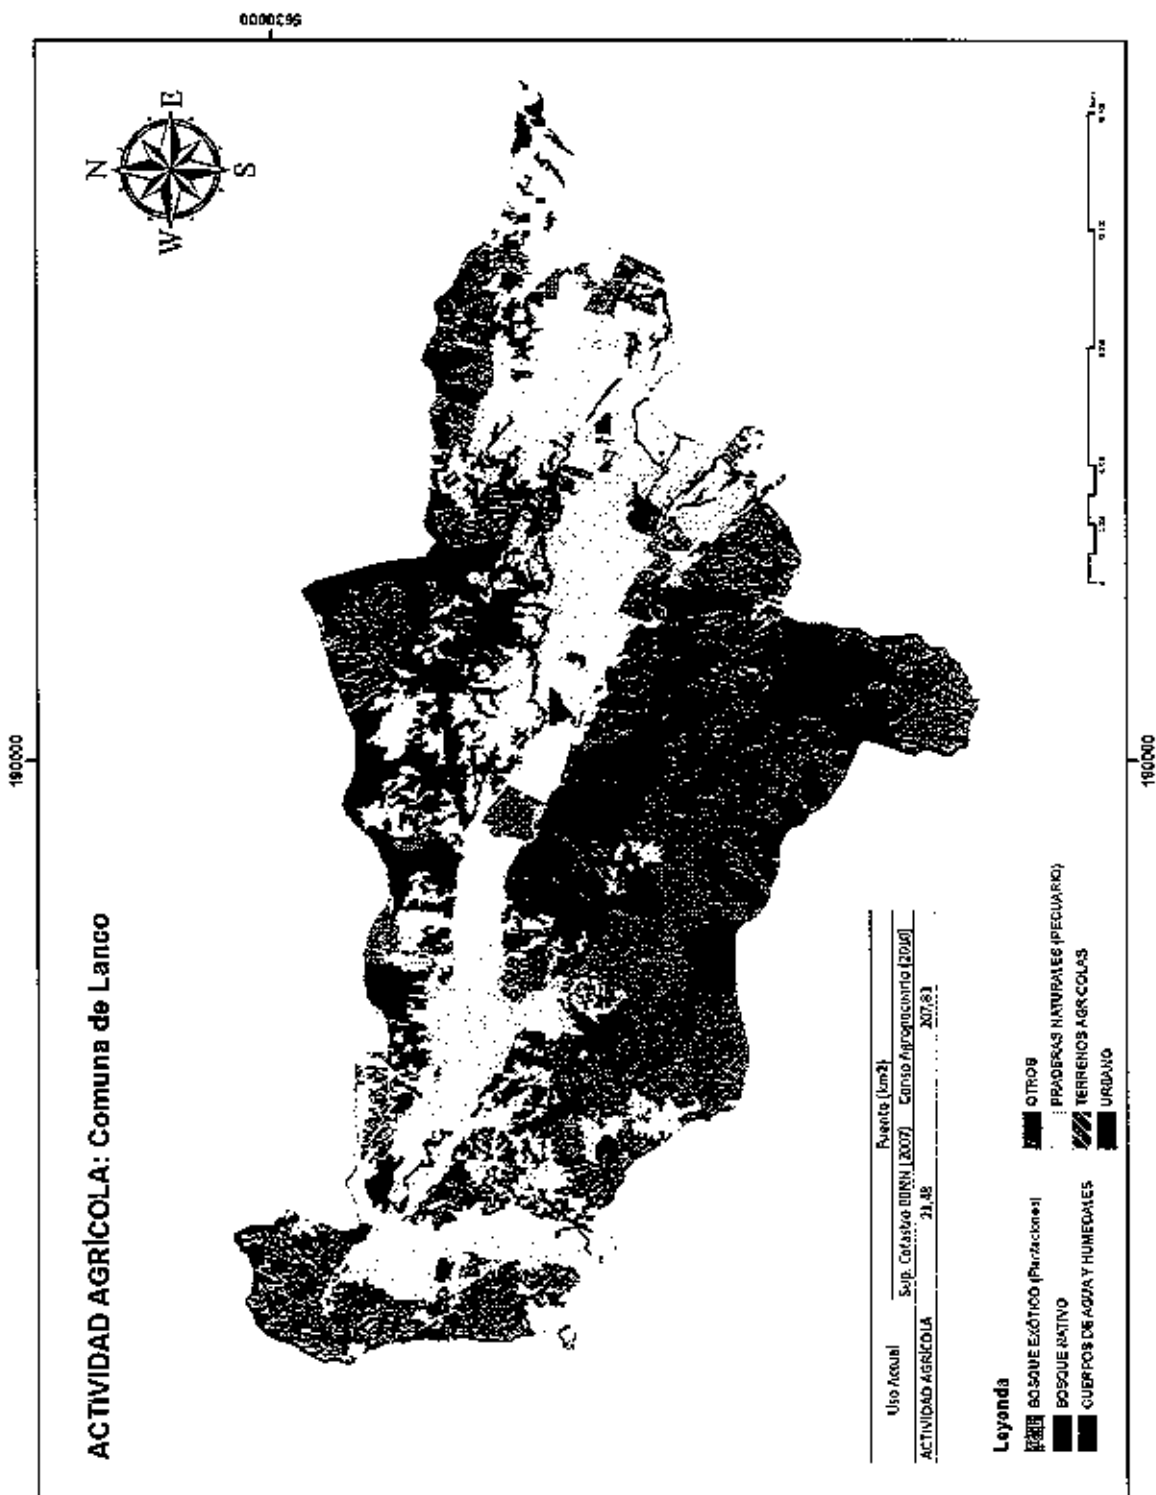 ACTIVIDAD AGRÍCOLA: Comuna de Lanco
190000
N
E
S
W
Uso Actual
Fuente (km2)
Sup. Catastro BBNN (2007) Censo Agropecuario (2010)
ACTIVIDAD AGRÍCOLA 21,48 207,83
Leyenda
BOSQUE EXÓTICO (Plantaciones)
BOSQUE NATIVO
CUERPOS DE AGUA Y HUMEDALES
OTROS
PRADERAS NATURALES (PECUARIO)
TERRENOS AGRICOLAS
URBANO
190000